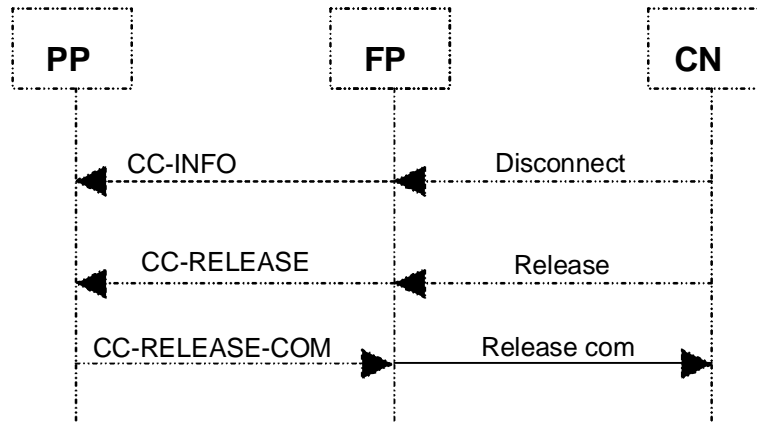 PP FP CN
CC-INFO Disconnect
CC-RELEASE Release
CC-RELEASE-COM Release com